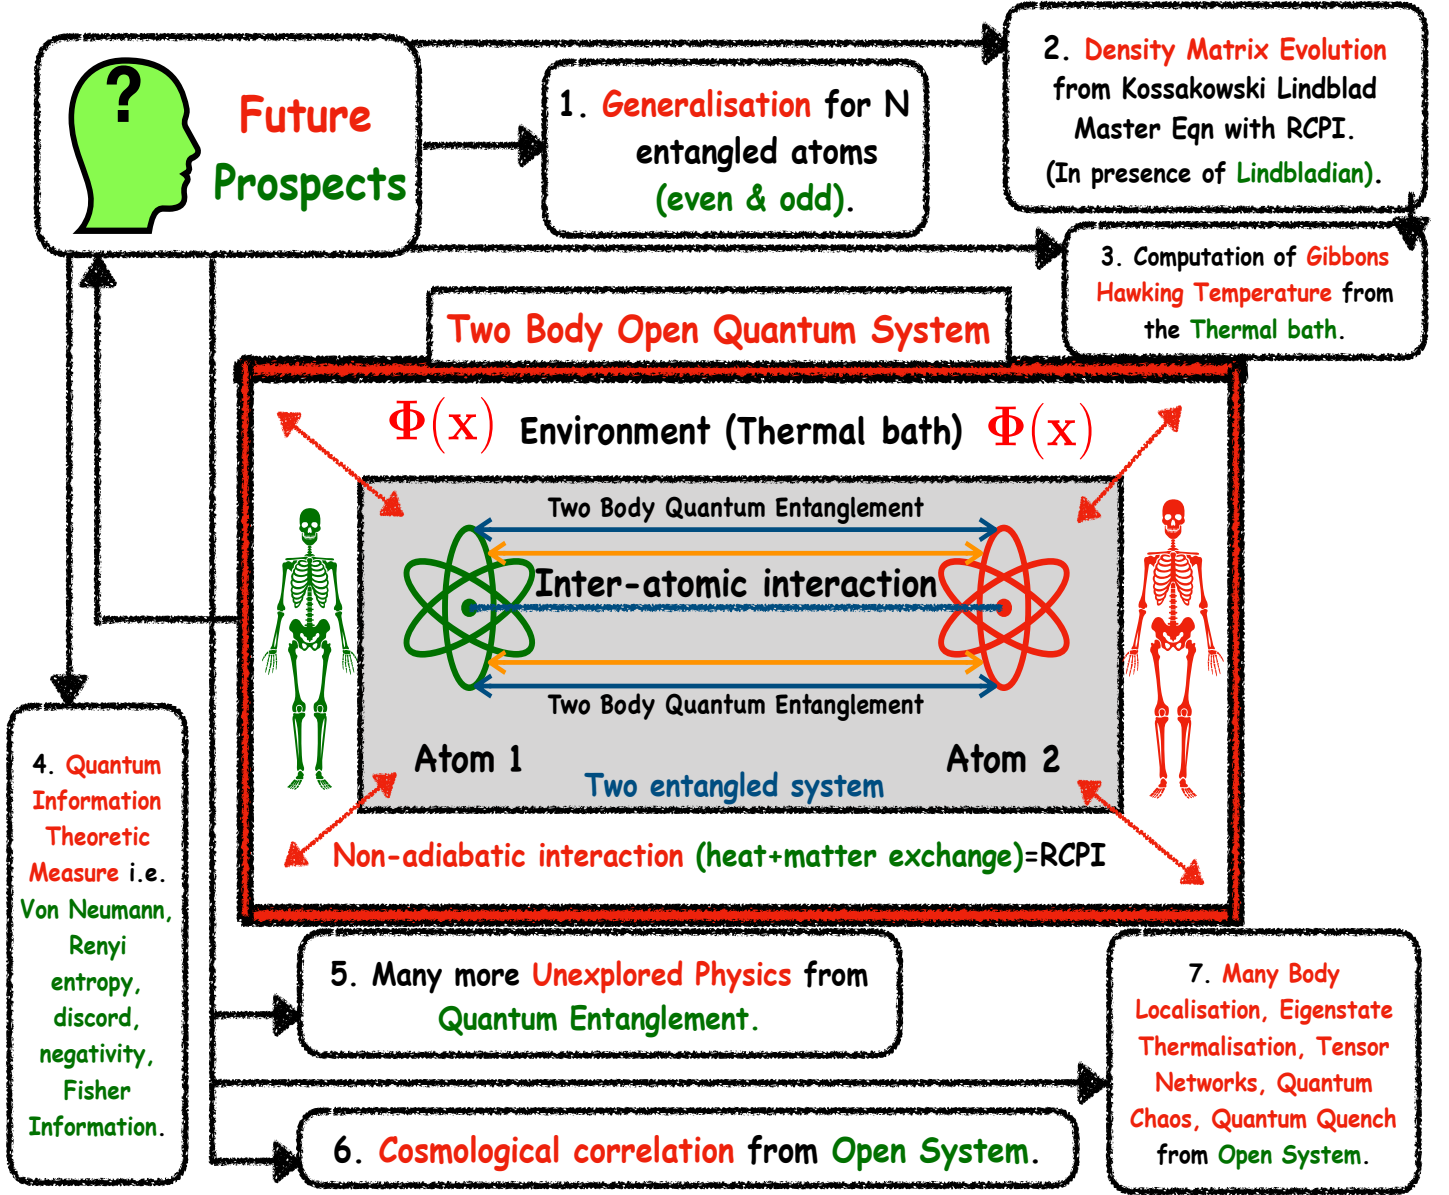 ?
Future
Prospects
1. Generalisation for N
entangled atoms
(even & odd).
2. Density Matrix Evolution
from Kossakowski Lindblad
Master Eqn with RCPI.
(In presence of Lindbladian).
3. Computation of Gibbons
Hawking Temperature from
the Thermal bath.
Two Body Open Quantum System
Φ(x) Environment (Thermal bath) Φ(x)
Two Body Quantum Entanglement
Inter-atomic interaction
Two Body Quantum Entanglement
Atom 1
Atom 2
Two entangled system
Non-adiabatic interaction (heat+matter exchange)=RCPI
4. Quantum
Information
Theoretic
Measure i.e.
Von Neumann,
Renyi
entropy,
discord,
negativity,
Fisher
Information.
5. Many more Unexplored Physics from
Quantum Entanglement.
6. Cosmological correlation from Open System.
7. Many Body
Localisation, Eigenstate
Thermalisation, Tensor
Networks, Quantum
Chaos, Quantum Quench
from Open System.